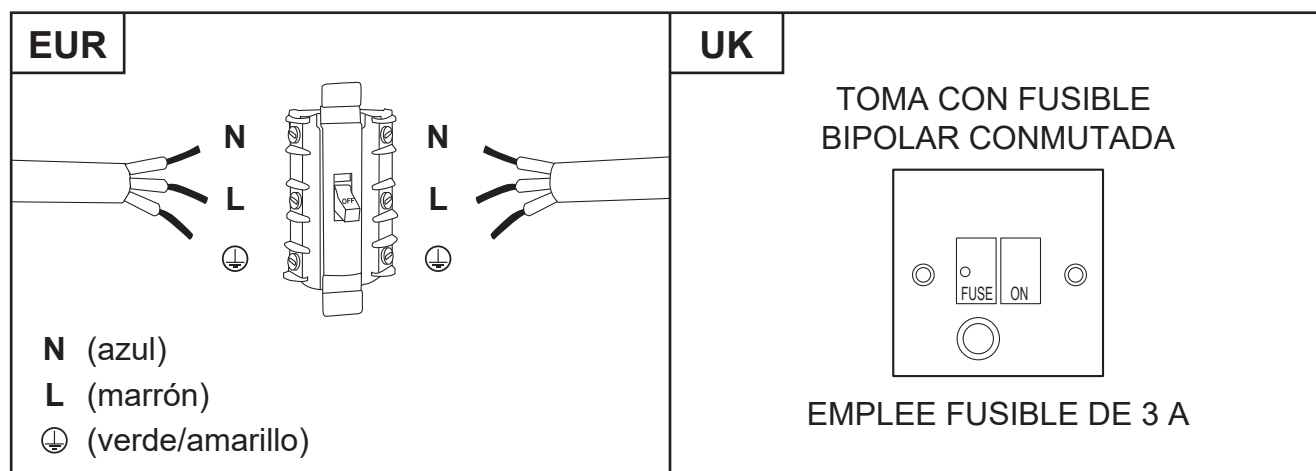 EUR
N
L
OFF
N
L
N (azul)
L (marrón)
⏚ (verde/amarillo)
UK
TOMA CON FUSIBLE
BIPOLAR CONMUTADA
FUSE ON
EMPLEE FUSIBLE DE 3 A